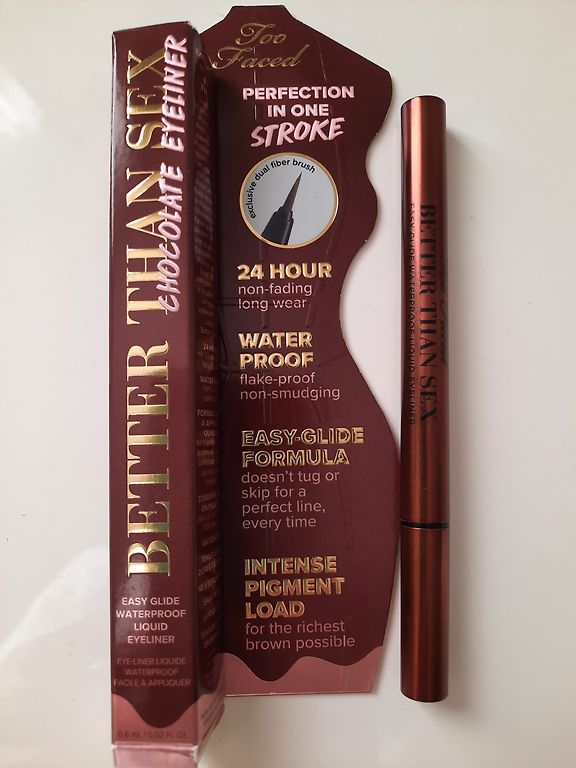 BETTER THAN SEX
CHOCOLATE EYELINER
EASY GLIDE
WATERPROOF
LIQUID
EYELINER
EYE-LINER LIQUIDE
WATERPROOF
FACILE À APPLIQUER
0.6 mL / 0.02 Fl. Oz
Too
Faced
PERFECTION
IN ONE
STROKE
exclusive dual fiber brush
24 HOUR
non-fading
long wear
WATER
PROOF
flake-proof
non-smudging
EASY-GLIDE
FORMULA
doesn't tug or
skip for a
perfect line,
every time
INTENSE
PIGMENT
LOAD
for the richest
brown possible
Too Faced
BETTER THAN SEX
EASY GLIDE WATERPROOF LIQUID EYELINER